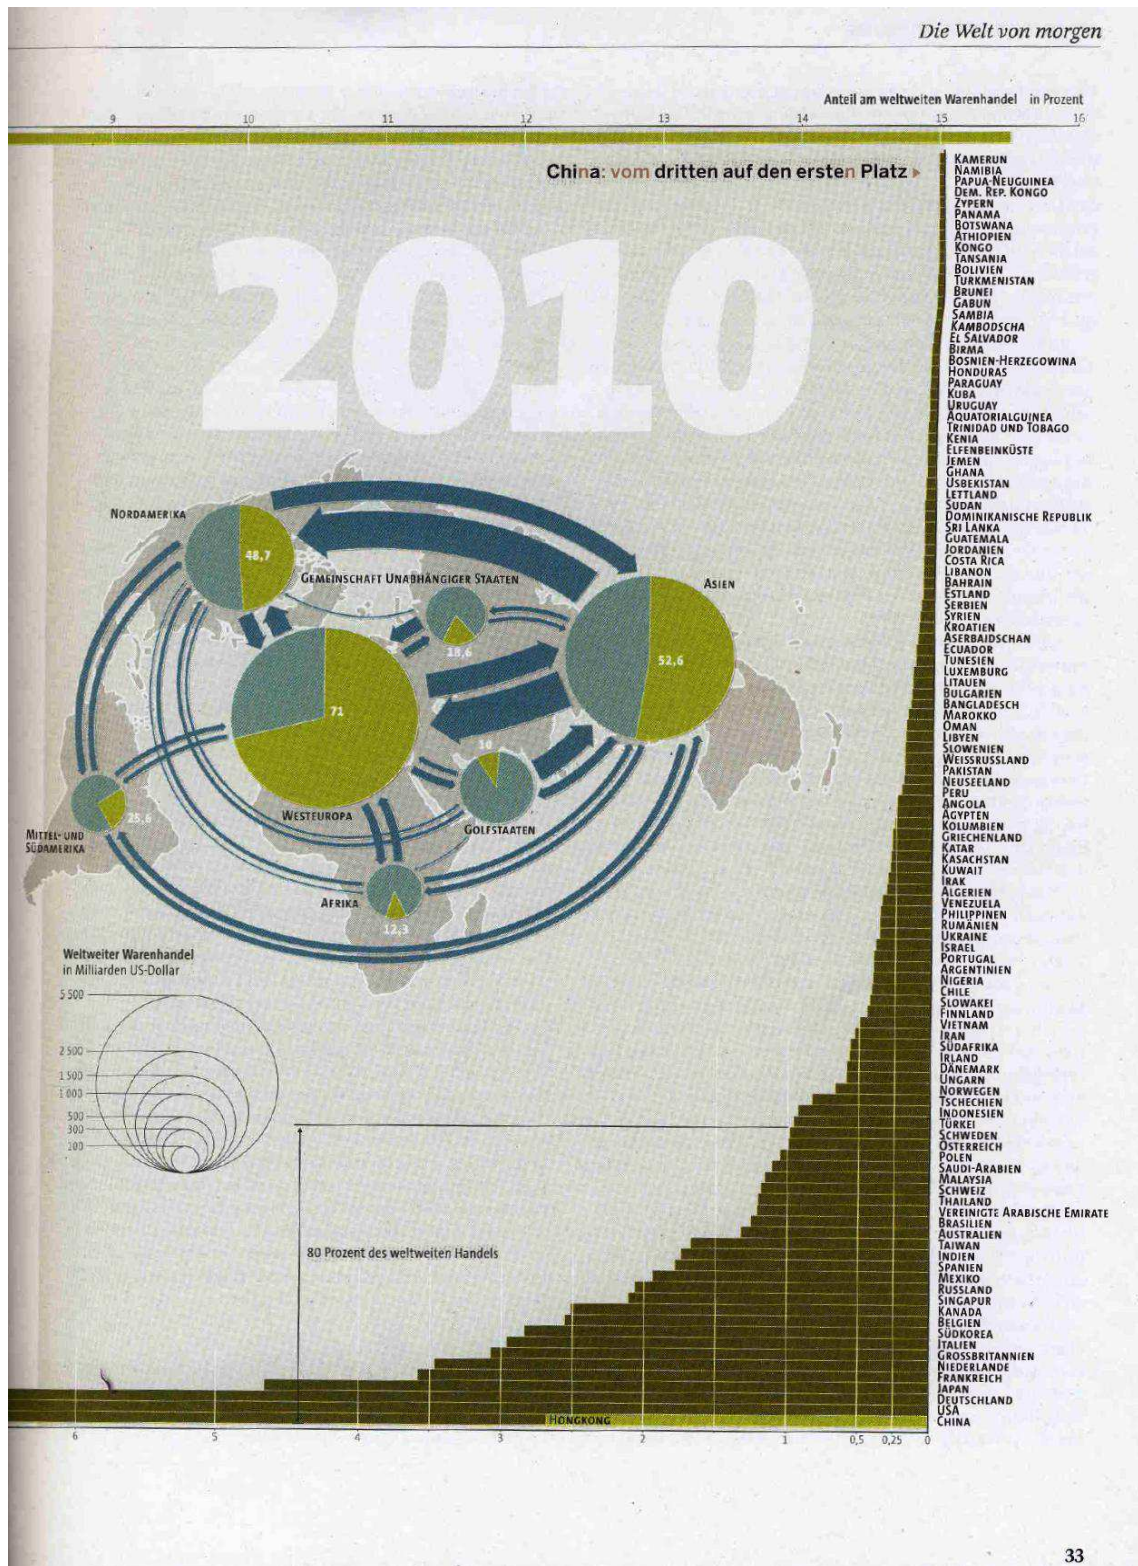 Die Welt von morgen
Anteil am weltweiten Warenhandel in Prozent
9 10 11 12 13 14 15 16
China: vom dritten auf den ersten Platz
2010
KAMERUN
NAMIBIA
PAPUA-NEUGUINEA
DEM. REP. KONGO
ZYPERN
PANAMA
BOTSWANA
ÄTHIOPIEN
KONGO
TANSANIA
BOLIVIEN
TURKMENISTAN
BRUNEI
GABUN
SAMBIA
KAMBODSCHA
EL SALVADOR
BIRMA
BOSNIEN-HERZEGOWINA
HONDURAS
PARAGUAY
KUBA
URUGUAY
ÄQUATORIALGUINEA
TRINIDAD UND TOBAGO
KENIA
ELFENBEINKÜSTE
JEMEN
GHANA
USBEKISTAN
LETTLAND
SUDAN
DOMINIKANISCHE REPUBLIK
SRI LANKA
GUATEMALA
JORDANIEN
COSTA RICA
LIBANON
BAHRAIN
ESTLAND
SERBIEN
SYRIEN
KROATIEN
ASERBAIDSCHAN
ECUADOR
TUNESIEN
LUXEMBURG
LITAUEN
BULGARIEN
BANGLADESCH
MAROKKO
OMAN
LIBYEN
SLOWENIEN
WEISSRUSSLAND
PAKISTAN
NEUSEELAND
PERU
ANGOLA
ÄGYPTEN
KOLUMBIEN
GRIECHENLAND
KATAR
KASACHSTAN
KUWAIT
IRAK
ALGERIEN
VENEZUELA
PHILIPPINEN
RUMÄNIEN
UKRAINE
ISRAEL
PORTUGAL
ARGENTINIEN
NIGERIA
CHILE
SLOWAKEI
FINNLAND
VIETNAM
IRAN
SÜDAFRIKA
IRLAND
DÄNEMARK
UNGARN
NORWEGEN
TSCHECHIEN
INDONESIEN
TÜRKEI
SCHWEDEN
ÖSTERREICH
POLEN
SAUDI-ARABIEN
MALAYSIA
SCHWEIZ
THAILAND
VEREINIGTE ARABISCHE EMIRATE
BRASILIEN
AUSTRALIEN
TAIWAN
INDIEN
SPANIEN
MEXIKO
RUSSLAND
SINGAPUR
KANADA
BELGIEN
SÜDKOREA
ITALIEN
GROSSBRITANNIEN
NIEDERLANDE
FRANKREICH
JAPAN
DEUTSCHLAND
USA
CHINA
NORDAMERIKA
48,7
GEMEINSCHAFT UNABHÄNGIGER STAATEN
18,6
ASIEN
52,6
71
WESTEUROPA
10
GOLFSTAATEN
MITTEL- UND
SÜDAMERIKA
25,6
AFRIKA
12,3
Weltweiter Warenhandel
in Milliarden US-Dollar
5 500
2 500
1 500
1 000
500
300
200
80 Prozent des weltweiten Handels
HONGKONG
6 5 4 3 2 1 0,5 0,25 0
33